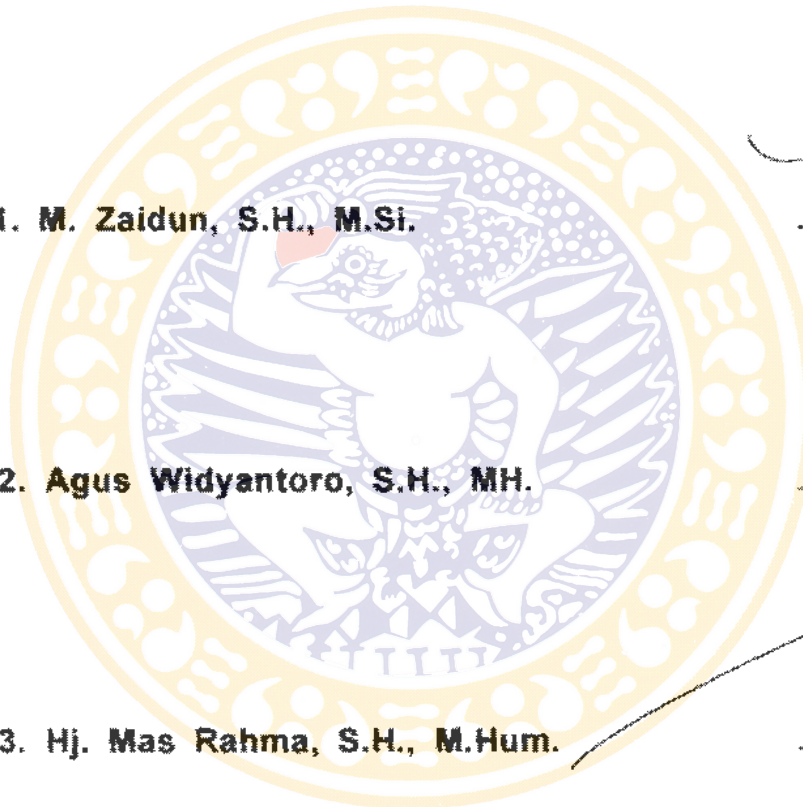 1. M. Zaidun, S.H., M.Si.
2. Agus Widyantoro, S.H., MH.
3. Hj. Mas Rahma, S.H., M.Hum.